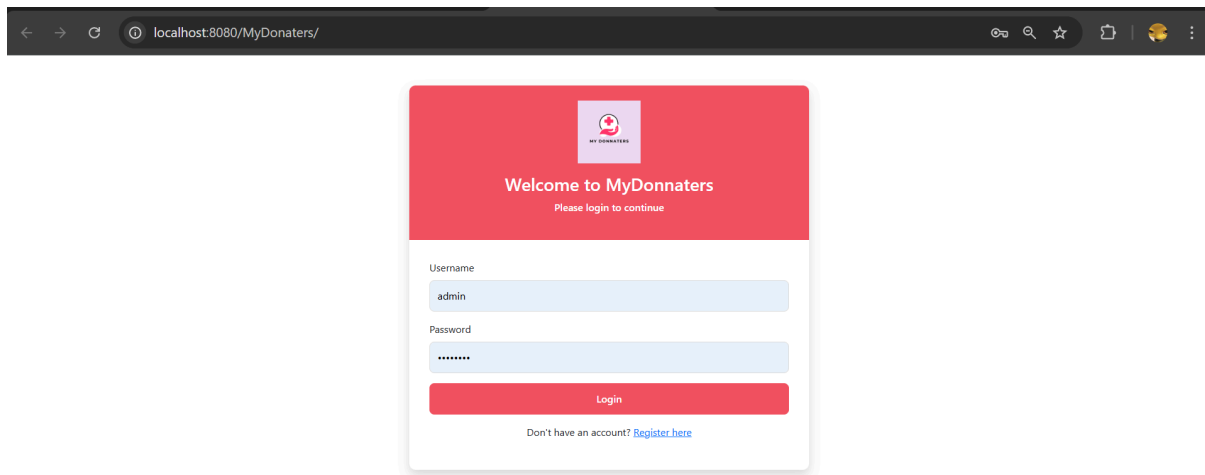 localhost:8080/MyDonaters/
MY DONNATERS
Welcome to MyDonnaters
Please login to continue
Username
admin
Password
••••••••
Login
Don't have an account? Register here